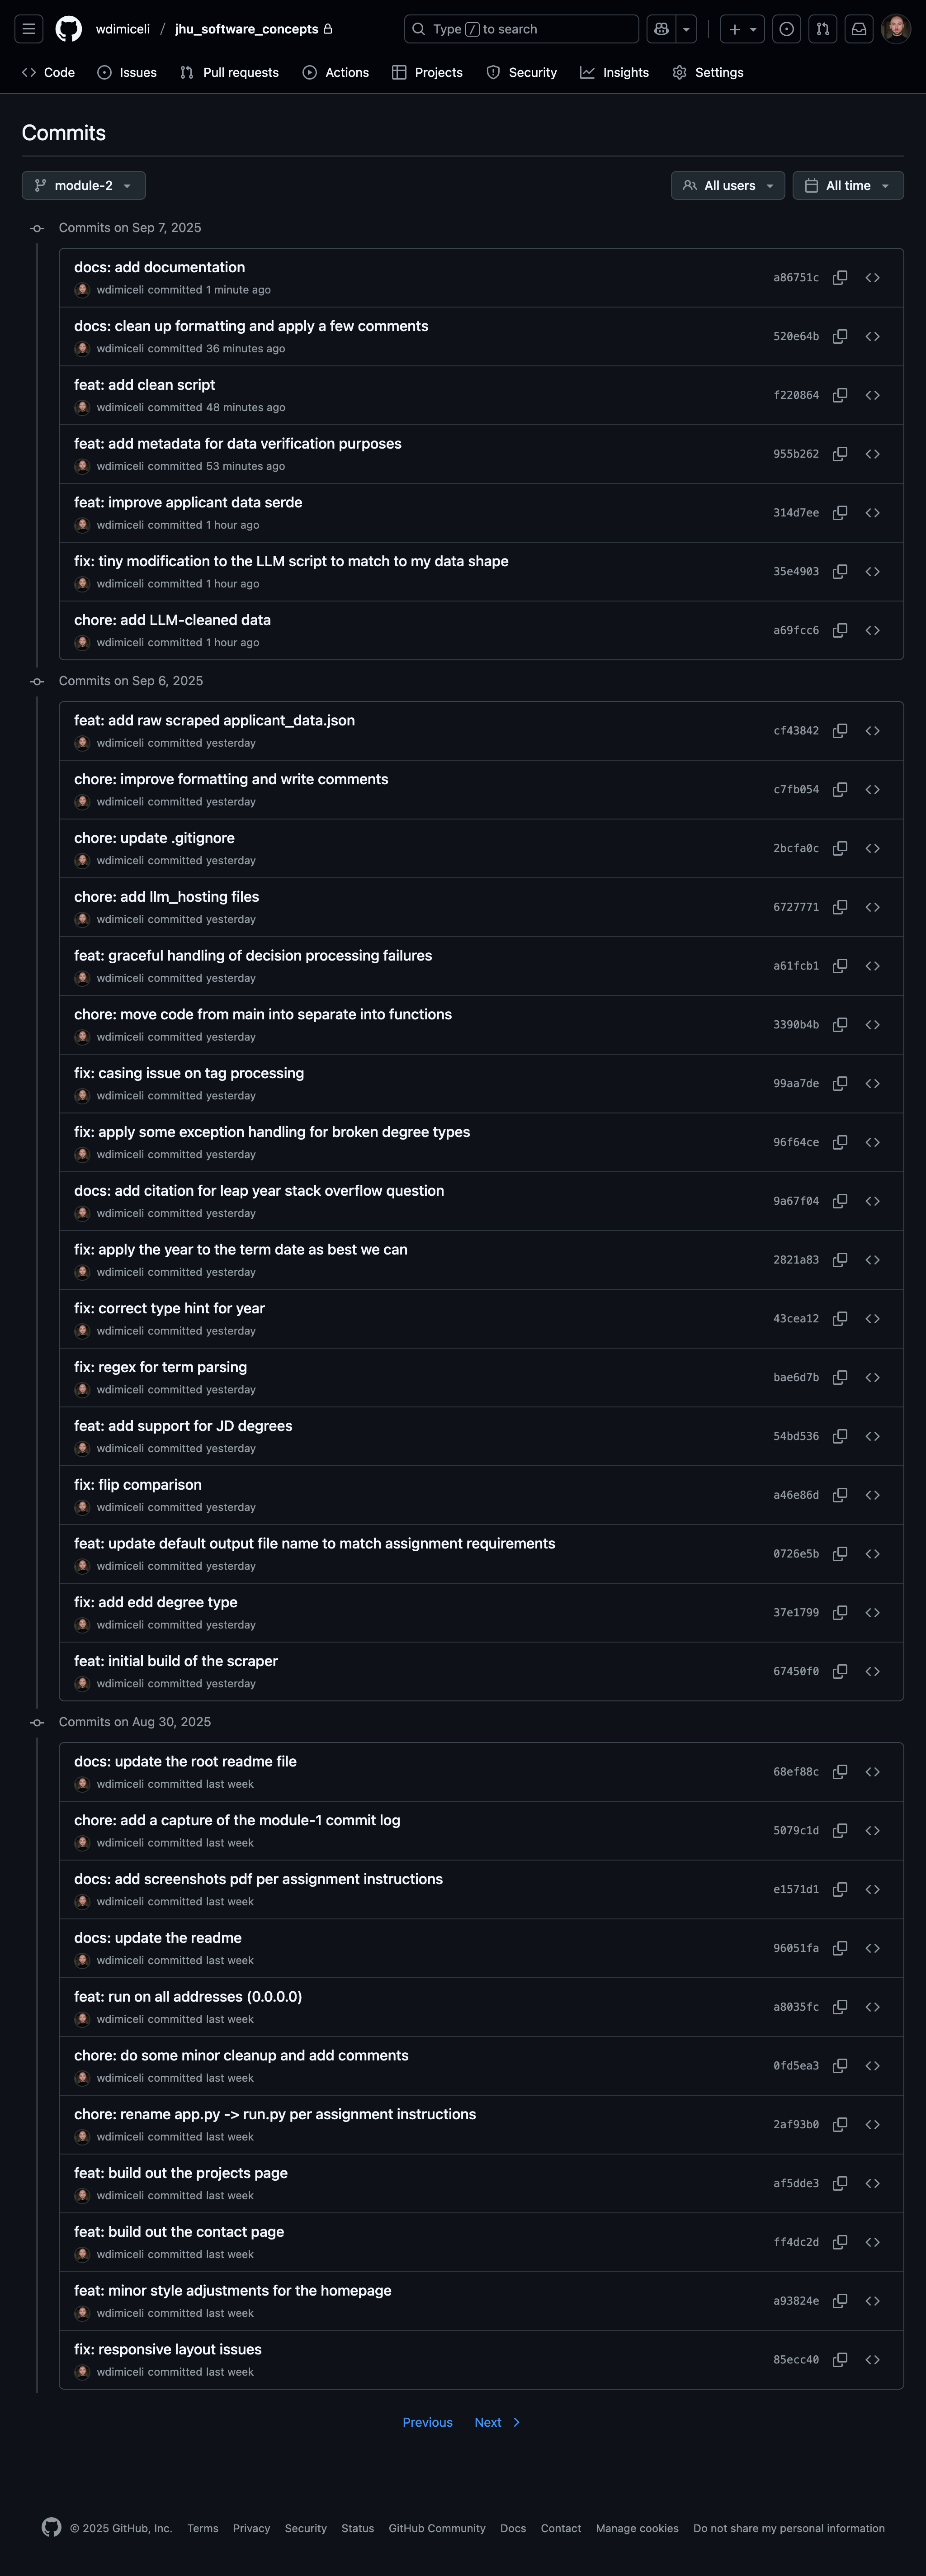 wdimiceli / jhu_software_concepts
Type / to search
Code
Issues
Pull requests
Actions
Projects
Security
Insights
Settings
Commits
module-2
All users
All time
Commits on Sep 7, 2025
docs: add documentation
wdimiceli committed 1 minute ago
a86751c
docs: clean up formatting and apply a few comments
wdimiceli committed 36 minutes ago
520e64b
feat: add clean script
wdimiceli committed 48 minutes ago
f220864
feat: add metadata for data verification purposes
wdimiceli committed 53 minutes ago
955b262
feat: improve applicant data serde
wdimiceli committed 1 hour ago
314d7ee
fix: tiny modification to the LLM script to match to my data shape
wdimiceli committed 1 hour ago
35e4903
chore: add LLM-cleaned data
wdimiceli committed 1 hour ago
a69fcc6
Commits on Sep 6, 2025
feat: add raw scraped applicant_data.json
wdimiceli committed yesterday
cf43842
chore: improve formatting and write comments
wdimiceli committed yesterday
c7fb054
chore: update .gitignore
wdimiceli committed yesterday
2bcfa0c
chore: add llm_hosting files
wdimiceli committed yesterday
6727771
feat: graceful handling of decision processing failures
wdimiceli committed yesterday
a61fcb1
chore: move code from main into separate into functions
wdimiceli committed yesterday
3390b4b
fix: casing issue on tag processing
wdimiceli committed yesterday
99aa7de
fix: apply some exception handling for broken degree types
wdimiceli committed yesterday
96f64ce
docs: add citation for leap year stack overflow question
wdimiceli committed yesterday
9a67f04
fix: apply the year to the term date as best we can
wdimiceli committed yesterday
2821a83
fix: correct type hint for year
wdimiceli committed yesterday
43cea12
fix: regex for term parsing
wdimiceli committed yesterday
bae6d7b
feat: add support for JD degrees
wdimiceli committed yesterday
54bd536
fix: flip comparison
wdimiceli committed yesterday
a46e86d
feat: update default output file name to match assignment requirements
wdimiceli committed yesterday
0726e5b
fix: add edd degree type
wdimiceli committed yesterday
37e1799
feat: initial build of the scraper
wdimiceli committed yesterday
67450f0
Commits on Aug 30, 2025
docs: update the root readme file
wdimiceli committed last week
68ef88c
chore: add a capture of the module-1 commit log
wdimiceli committed last week
5079c1d
docs: add screenshots pdf per assignment instructions
wdimiceli committed last week
e1571d1
docs: update the readme
wdimiceli committed last week
96051fa
feat: run on all addresses (0.0.0.0)
wdimiceli committed last week
a8035fc
chore: do some minor cleanup and add comments
wdimiceli committed last week
0fd5ea3
chore: rename app.py -> run.py per assignment instructions
wdimiceli committed last week
2af93b0
feat: build out the projects page
wdimiceli committed last week
af5dde3
feat: build out the contact page
wdimiceli committed last week
ff4dc2d
feat: minor style adjustments for the homepage
wdimiceli committed last week
a93824e
fix: responsive layout issues
wdimiceli committed last week
85ecc40
Previous Next
© 2025 GitHub, Inc. Terms Privacy Security Status GitHub Community Docs Contact Manage cookies Do not share my personal information